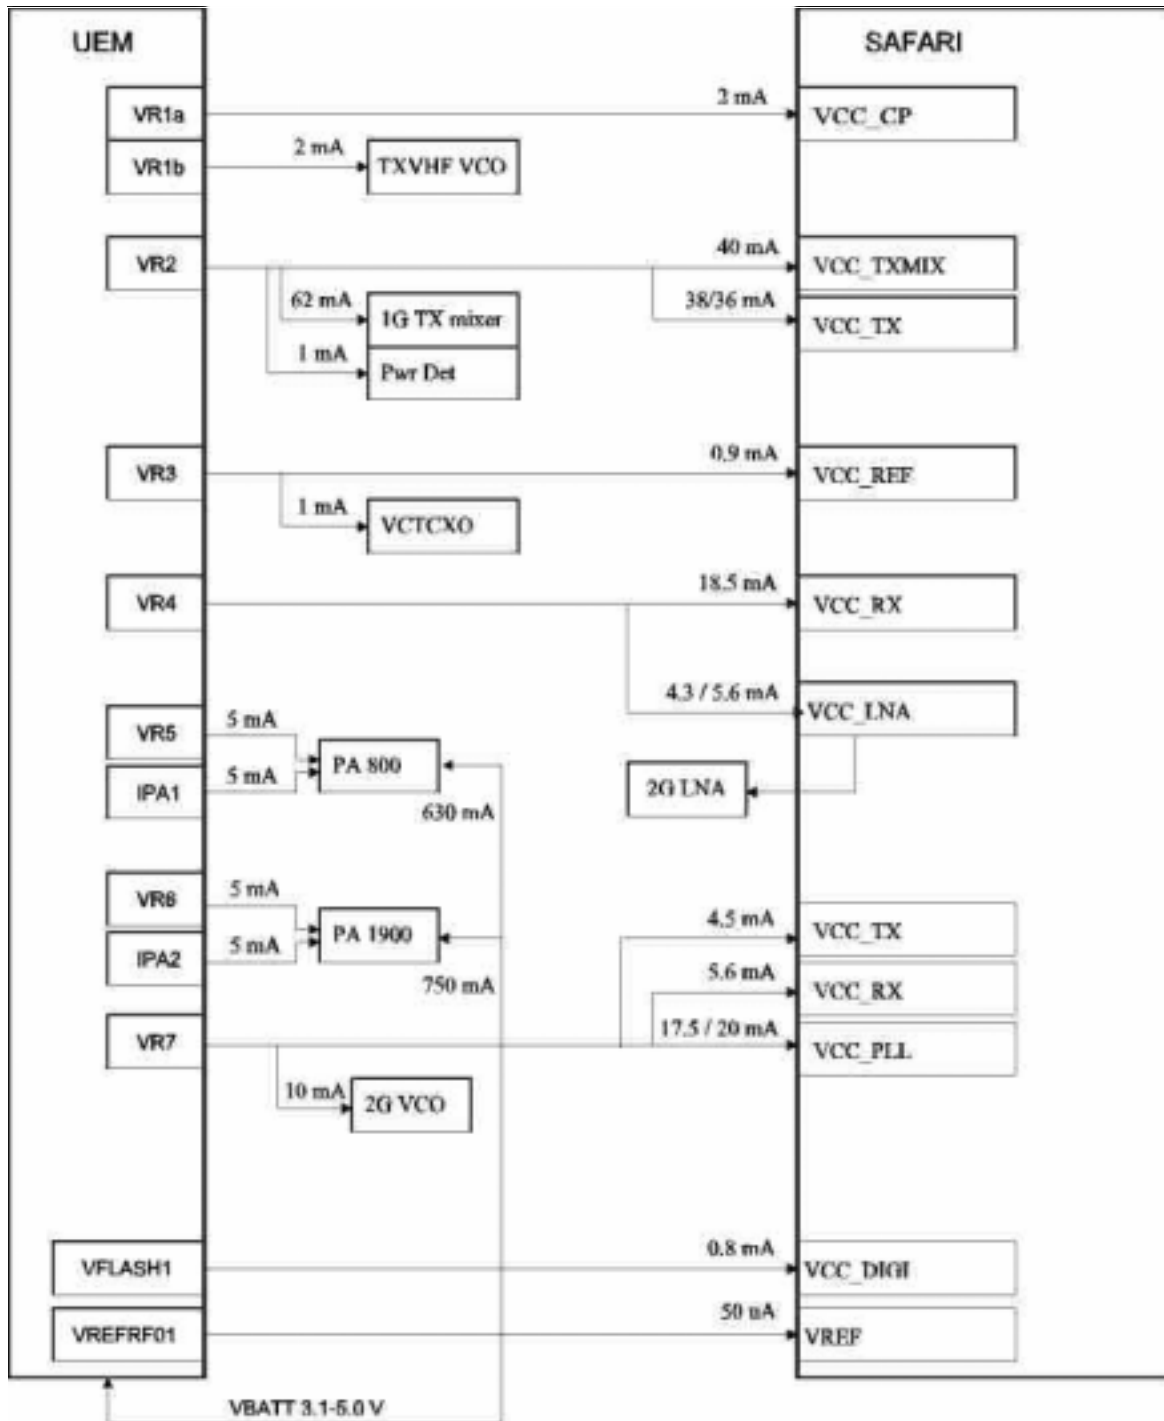 UEM
SAFARI
VR1a
2 mA
VCC_CP
VR1b
2 mA
TXVHF VCO
VR2
40 mA
VCC_TXMIX
62 mA
1G TX mixer
38/36 mA
VCC_TX
1 mA
Pwr Det
VR3
0.9 mA
VCC_REF
1 mA
VCTCXO
VR4
18.5 mA
VCC_RX
4.3 / 5.6 mA
VCC_LNA
VR5
5 mA
PA 800
IPA1
5 mA
2G LNA
630 mA
VR6
5 mA
PA 1900
4.5 mA
VCC_TX
IPA2
5 mA
750 mA
5.6 mA
VCC_RX
VR7
17.5 / 20 mA
VCC_PLL
10 mA
2G VCO
VFLASH1
0.8 mA
VCC_DIGI
VREFRF01
50 uA
VREF
VBATT 3.1-5.0 V